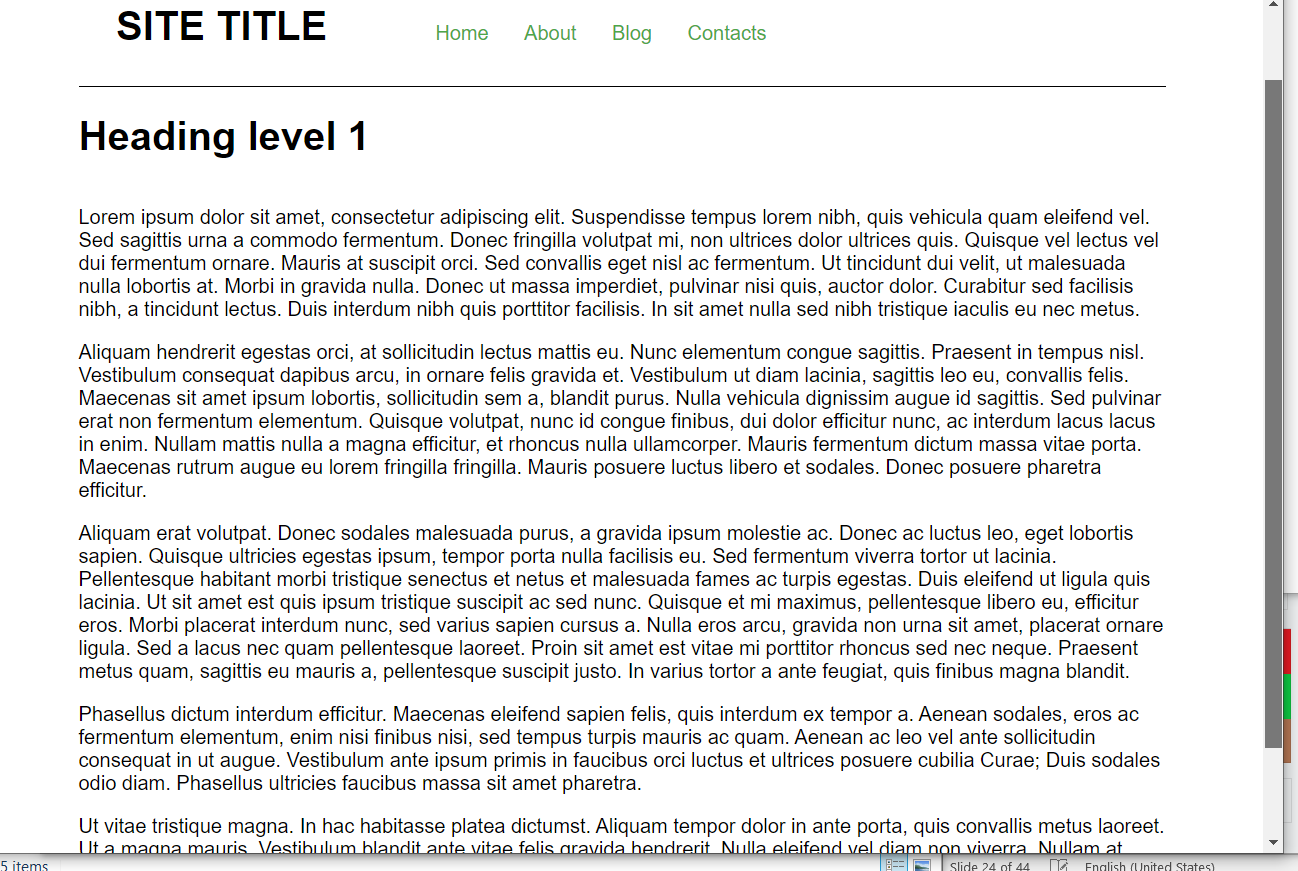 SITE TITLE
Home About Blog Contacts
Heading level 1
Lorem ipsum dolor sit amet, consectetur adipiscing elit. Suspendisse tempus lorem nibh, quis vehicula quam eleifend vel.
Sed sagittis urna a commodo fermentum. Donec fringilla volutpat mi, non ultrices dolor ultrices quis. Quisque vel lectus vel
dui fermentum ornare. Mauris at suscipit orci. Sed convallis eget nisl ac fermentum. Ut tincidunt dui velit, ut malesuada
nulla lobortis at. Morbi in gravida nulla. Donec ut massa imperdiet, pulvinar nisi quis, auctor dolor. Curabitur sed facilisis
nibh, a tincidunt lectus. Duis interdum nibh quis porttitor facilisis. In sit amet nulla sed nibh tristique iaculis eu nec metus.
Aliquam hendrerit egestas orci, at sollicitudin lectus mattis eu. Nunc elementum congue sagittis. Praesent in tempus nisl.
Vestibulum consequat dapibus arcu, in ornare felis gravida et. Vestibulum ut diam lacinia, sagittis leo eu, convallis felis.
Maecenas sit amet ipsum lobortis, sollicitudin sem a, blandit purus. Nulla vehicula dignissim augue id sagittis. Sed pulvinar
erat non fermentum elementum. Quisque volutpat, nunc id congue finibus, dui dolor efficitur nunc, ac interdum lacus lacus
in enim. Nullam mattis nulla a magna efficitur, et rhoncus nulla ullamcorper. Mauris fermentum dictum massa vitae porta.
Maecenas rutrum augue eu lorem fringilla fringilla. Mauris posuere luctus libero et sodales. Donec posuere pharetra
efficitur.
Aliquam erat volutpat. Donec sodales malesuada purus, a gravida ipsum molestie ac. Donec ac luctus leo, eget lobortis
sapien. Quisque ultricies egestas ipsum, tempor porta nulla facilisis eu. Sed fermentum viverra tortor ut lacinia.
Pellentesque habitant morbi tristique senectus et netus et malesuada fames ac turpis egestas. Duis eleifend ut ligula quis
lacinia. Ut sit amet est quis ipsum tristique suscipit ac sed nunc. Quisque et mi maximus, pellentesque libero eu, efficitur
eros. Morbi placerat interdum nunc, sed varius sapien cursus a. Nulla eros arcu, gravida non urna sit amet, placerat ornare
ligula. Sed a lacus nec quam pellentesque laoreet. Proin sit amet est vitae mi porttitor rhoncus sed nec neque. Praesent
metus quam, sagittis eu mauris a, pellentesque suscipit justo. In varius tortor a ante feugiat, quis finibus magna blandit.
Phasellus dictum interdum efficitur. Maecenas eleifend sapien felis, quis interdum ex tempor a. Aenean sodales, eros ac
fermentum elementum, enim nisi finibus nisi, sed tempus turpis mauris ac quam. Aenean ac leo vel ante sollicitudin
consequat in ut augue. Vestibulum ante ipsum primis in faucibus orci luctus et ultrices posuere cubilia Curae; Duis sodales
odio diam. Phasellus ultricies faucibus massa sit amet pharetra.
Ut vitae tristique magna. In hac habitasse platea dictumst. Aliquam tempor dolor in ante porta, quis convallis metus laoreet.
Ut a magna mauris. Vestibulum blandit ante vitae felis gravida hendrerit. Nulla eleifend vel diam non viverra. Nullam at
5 items Slide 24 of 44 English (United States)